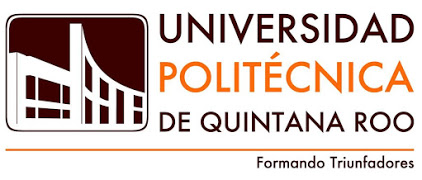 UNIVERSIDAD
POLITÉCNICA
DE QUINTANA ROO
Formando Triunfadores